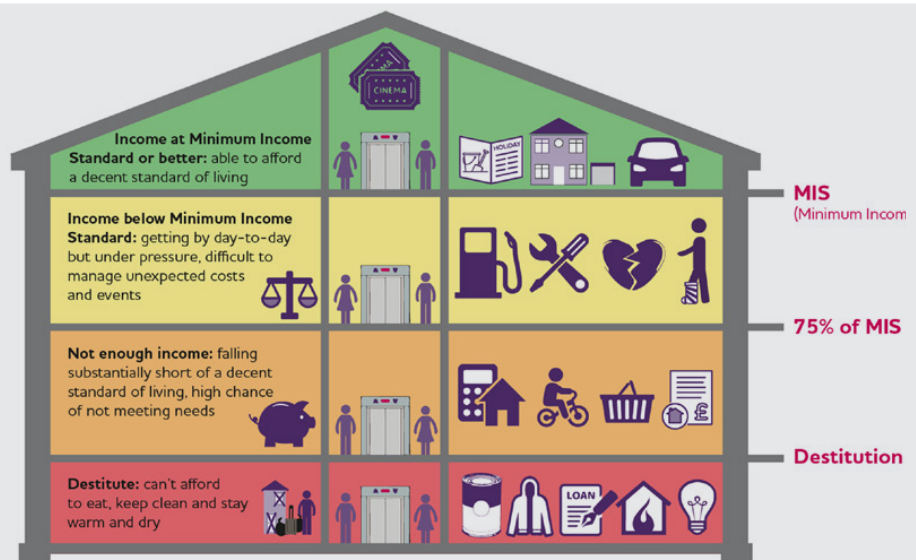 CINEMA
Income at Minimum Income
Standard or better: able to afford
a decent standard of living
HOLIDAY
MIS
(Minimum Incom
Income below Minimum Income
Standard: getting by day-to-day
but under pressure, difficult to
manage unexpected costs
and events
75% of MIS
Not enough income: falling
substantially short of a decent
standard of living, high chance
of not meeting needs
£
Destitution
Destitute: can't afford
to eat, keep clean and stay
warm and dry
LOAN